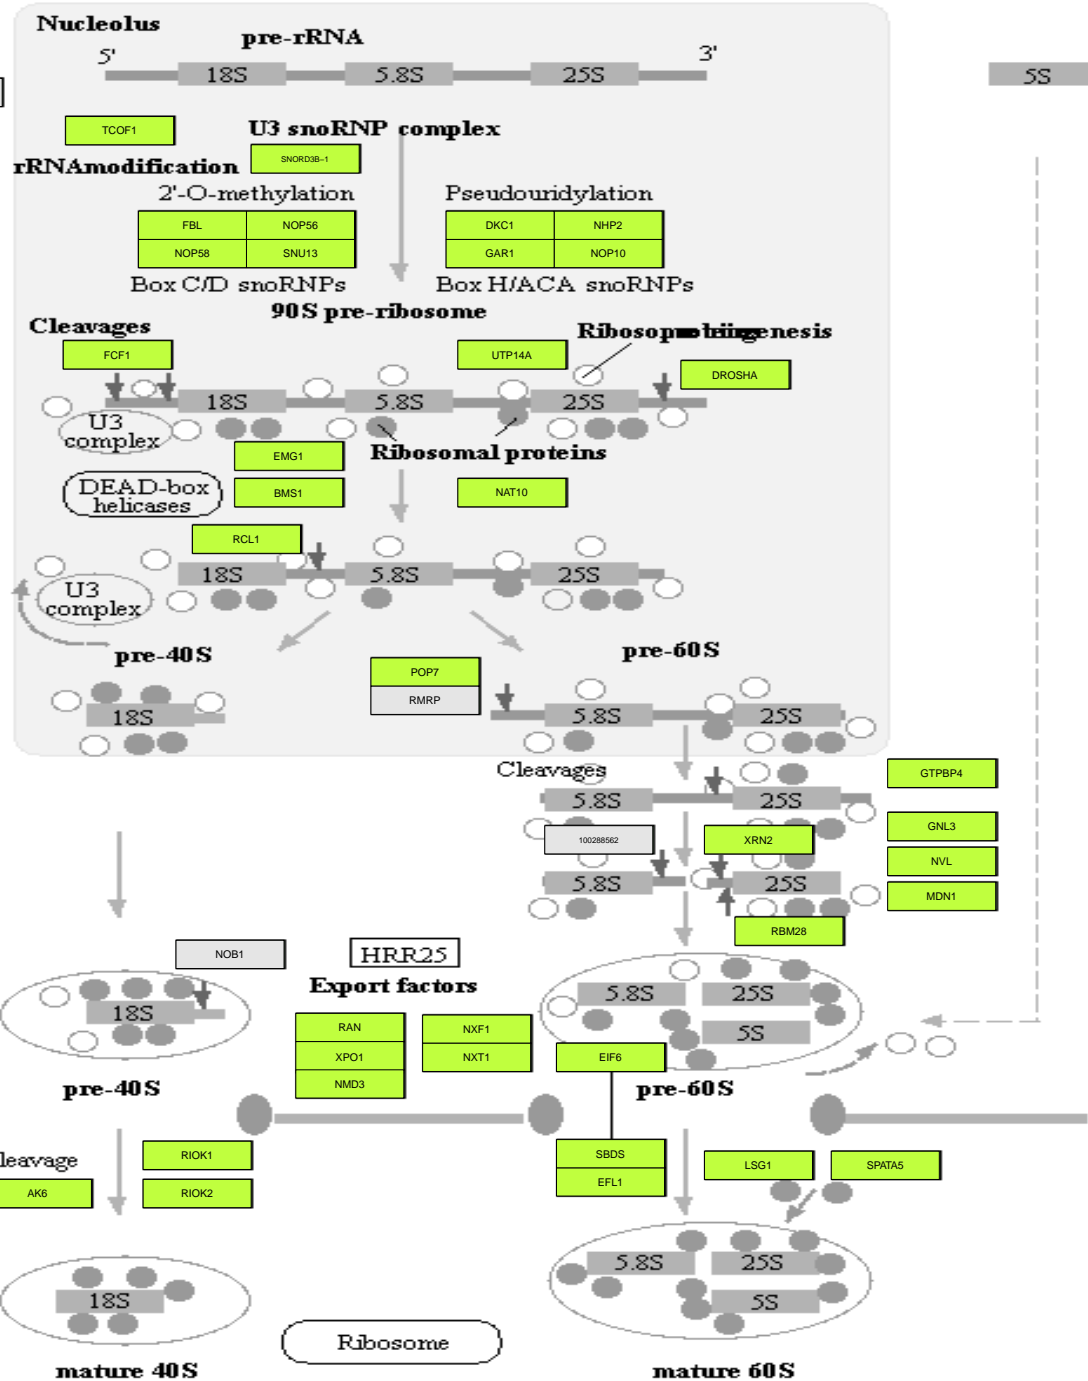 Nucleolus
pre-rRNA
5'
3'
18S
5.8S
25S
5S
TCOF1
U3 snoRNP complex
SNORD3B-1
rRNAmodification
2'-O-methylation
Pseudouridylation
FBL
NOP56
DKC1
NHP2
NOP58
SNU13
GAR1
NOP10
Box C/D snoRNPs
Box H/ACA snoRNPs
90S pre-ribosome
Cleavages
FCF1
UTP14A
DROSHA
18S
5.8S
25S
U3
complex
Ribosomal proteins
EMG1
DEAD-box
helicases
BMS1
NAT10
RCL1
18S
5.8S
25S
U3
complex
pre-40S
pre-60S
POP7
RMRP
18S
5.8S
25S
Cleavages
GTPBP4
5.8S
25S
100288562
XRN2
GNL3
NVL
5.8S
25S
MDN1
RBM28
NOB1
HRR25
Export factors
18S
5.8S
25S
5S
RAN
XPO1
NMD3
NXF1
NXT1
EIF6
pre-40S
pre-60S
leavage
RIOK1
AK6
RIOK2
SBDS
EFL1
LSG1
SPATA5
18S
5.8S
25S
5S
Ribosome
mature 40S
mature 60S